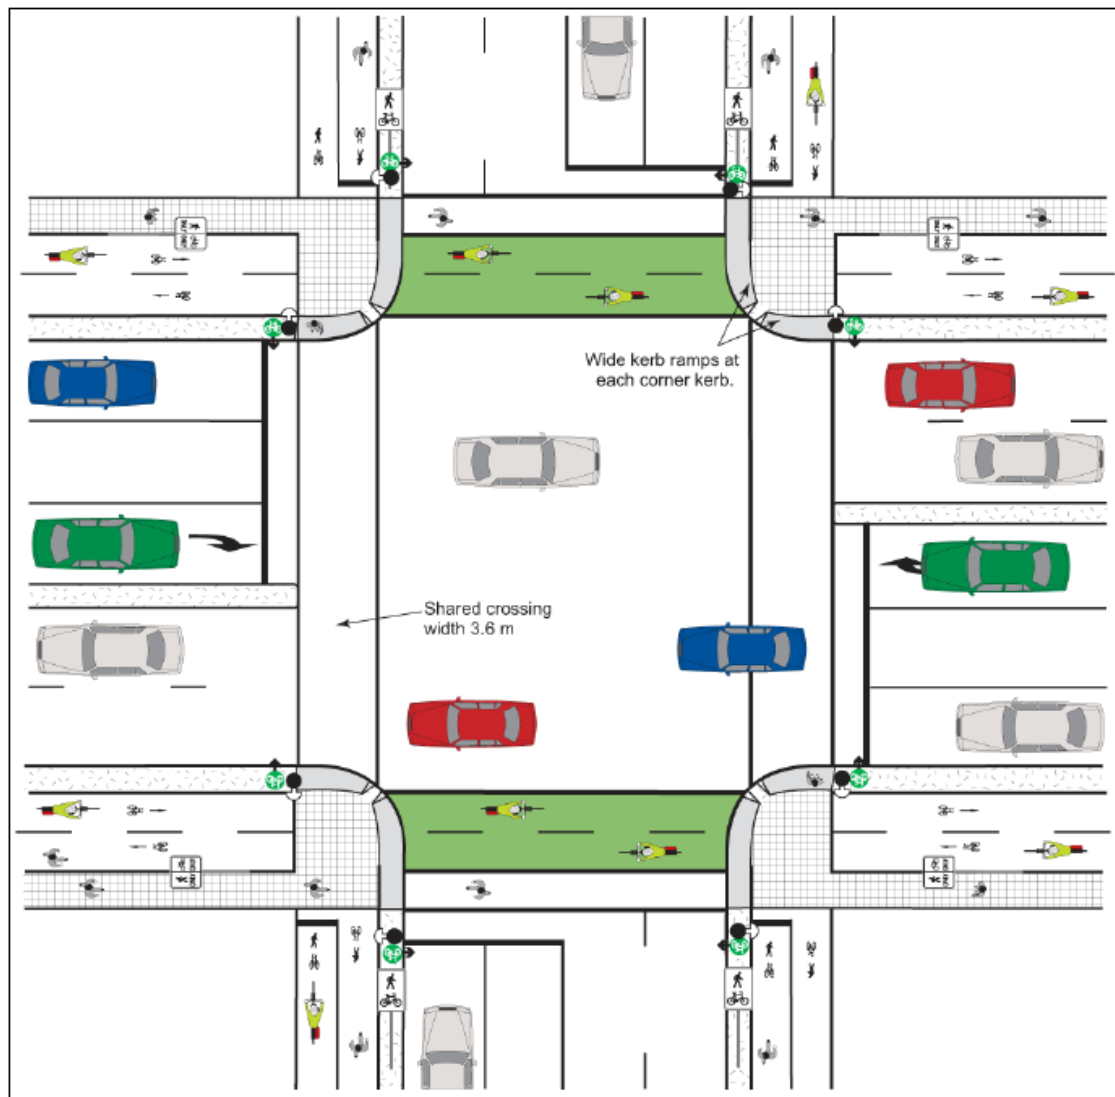 Wide kerb ramps at
each corner kerb.
Shared crossing
width 3.6 m